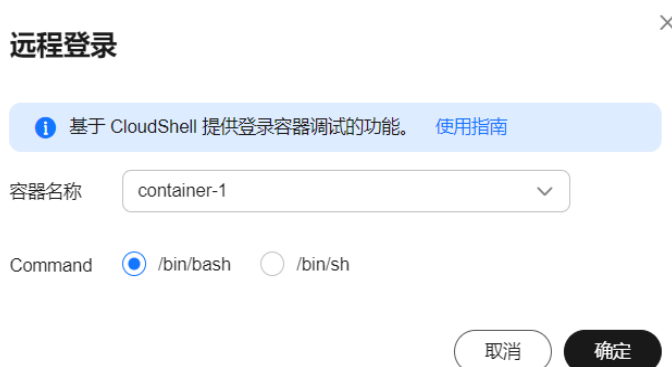 远程登录
基于 CloudShell 提供登录容器调试的功能。 使用指南
容器名称 container-1
Command /bin/bash /bin/sh
取消 确定